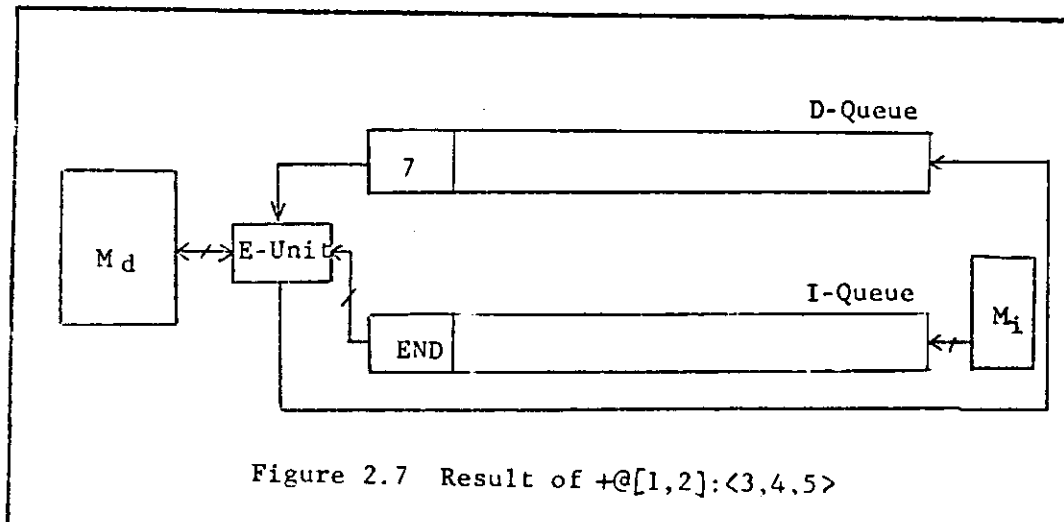 D-Queue
7
M d
E-Unit
I-Queue
M i
END
Figure 2.7 Result of +@[1,2]:<3,4,5>